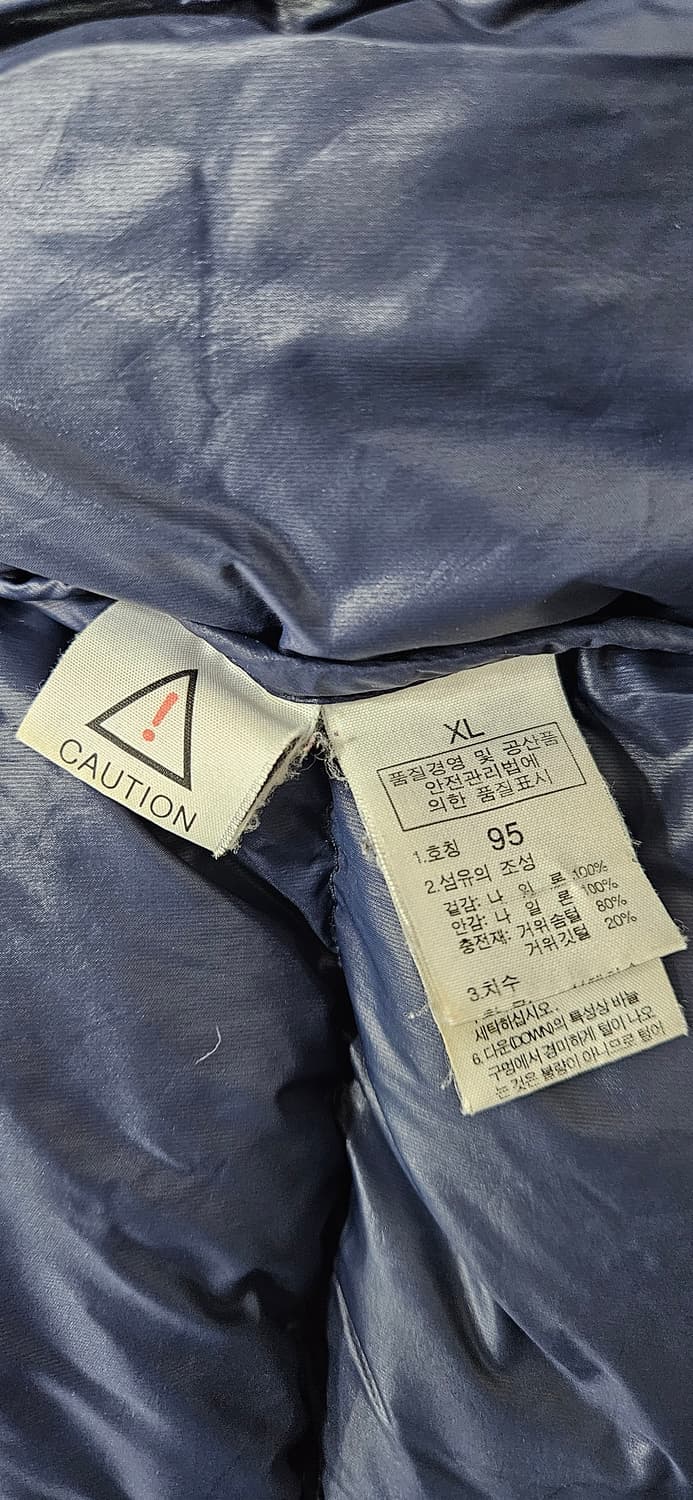 CAUTION
XL
품질경영 및 공산품
안전관리법에
의한 품질표시
1.호칭 95
2.섬유의 조성
겉감: 나 일 론 100%
안감: 나 일 론 100%
충전재: 거위솜털 80%
거위깃털 20%
3.치수
세탁하십시오.
6.다운(DOWN)의 특성상 바늘
구멍에서 경미하게 털이 나오
는 것은 불량이 아니므로 털어